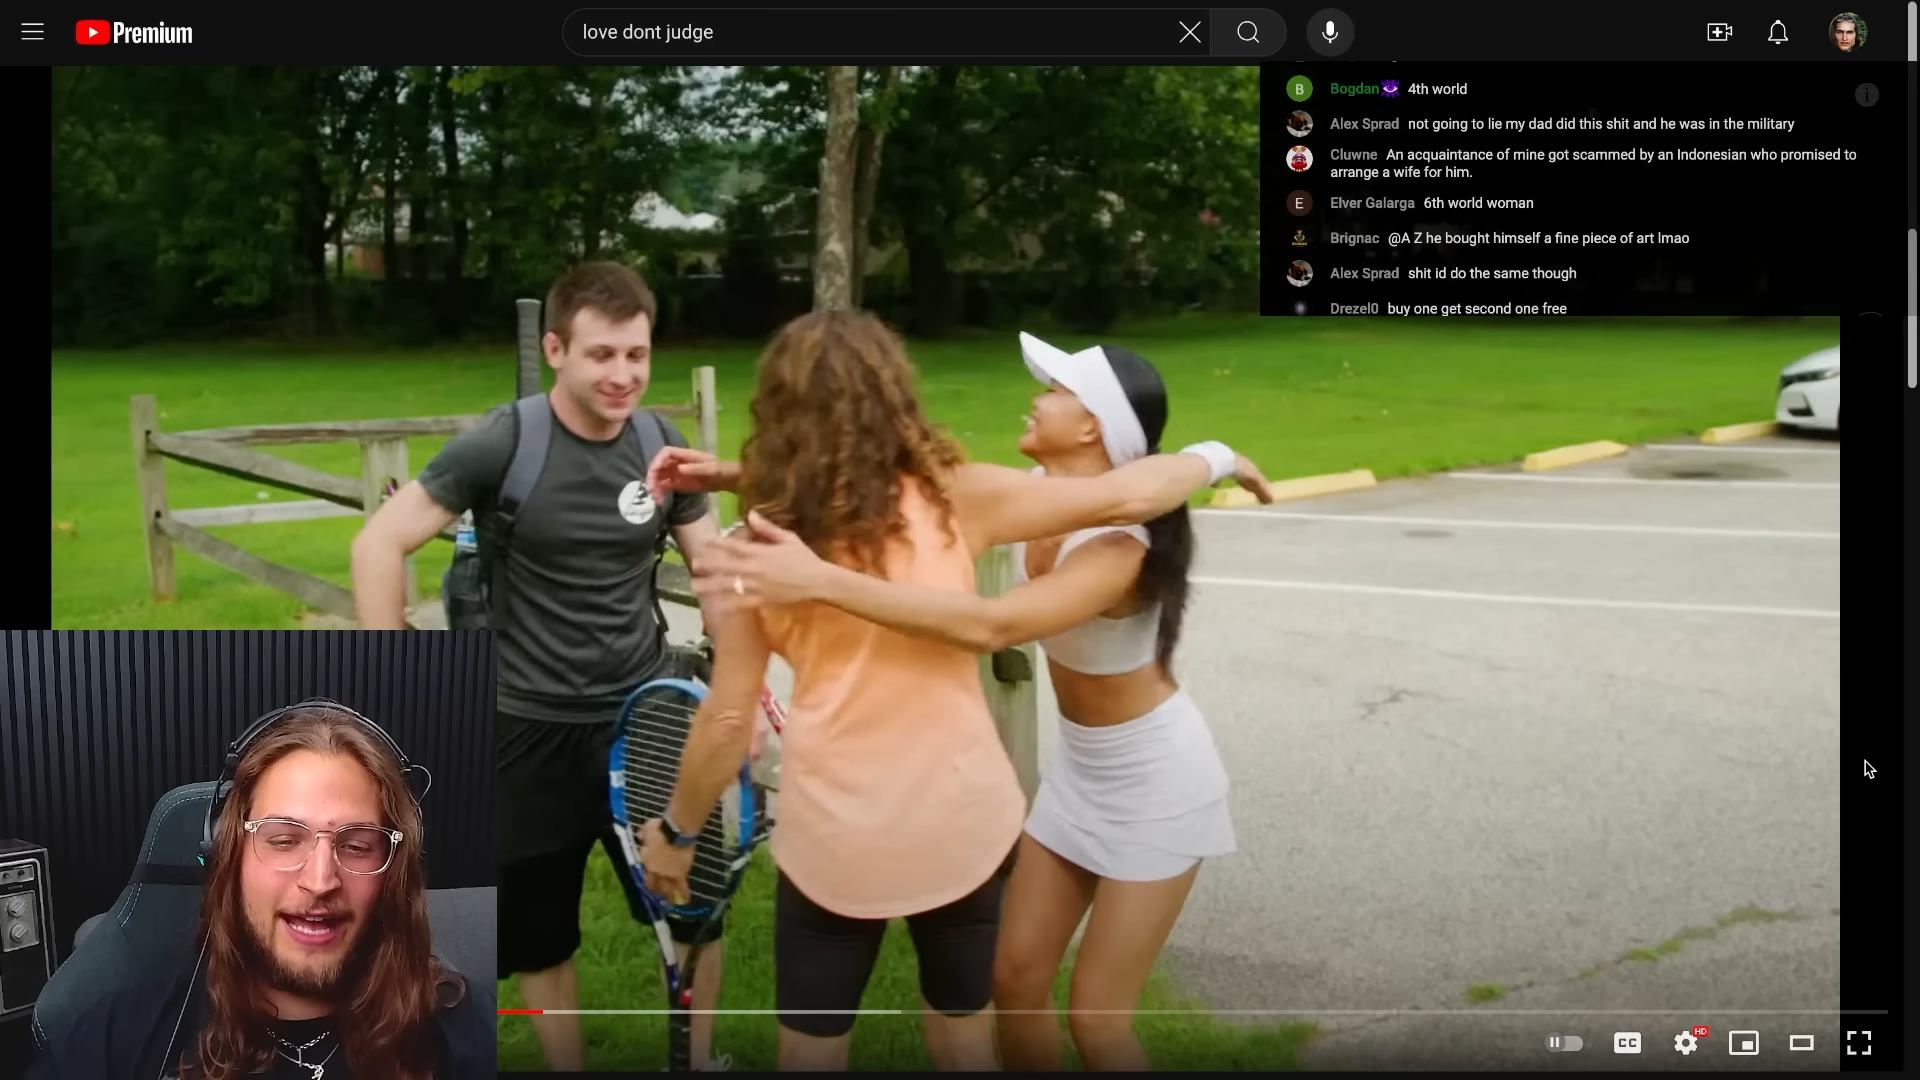 Premium
love dont judge
B Bogdan 4th world
Alex Sprad not going to lie my dad did this shit and he was in the military
Cluwne An acquaintance of mine got scammed by an Indonesian who promised to
arrange a wife for him.
E Elver Galarga 6th world woman
Brignac @A Z he bought himself a fine piece of art lmao
Alex Sprad shit id do the same though
Drezel0 buy one get second one free
CC
HD